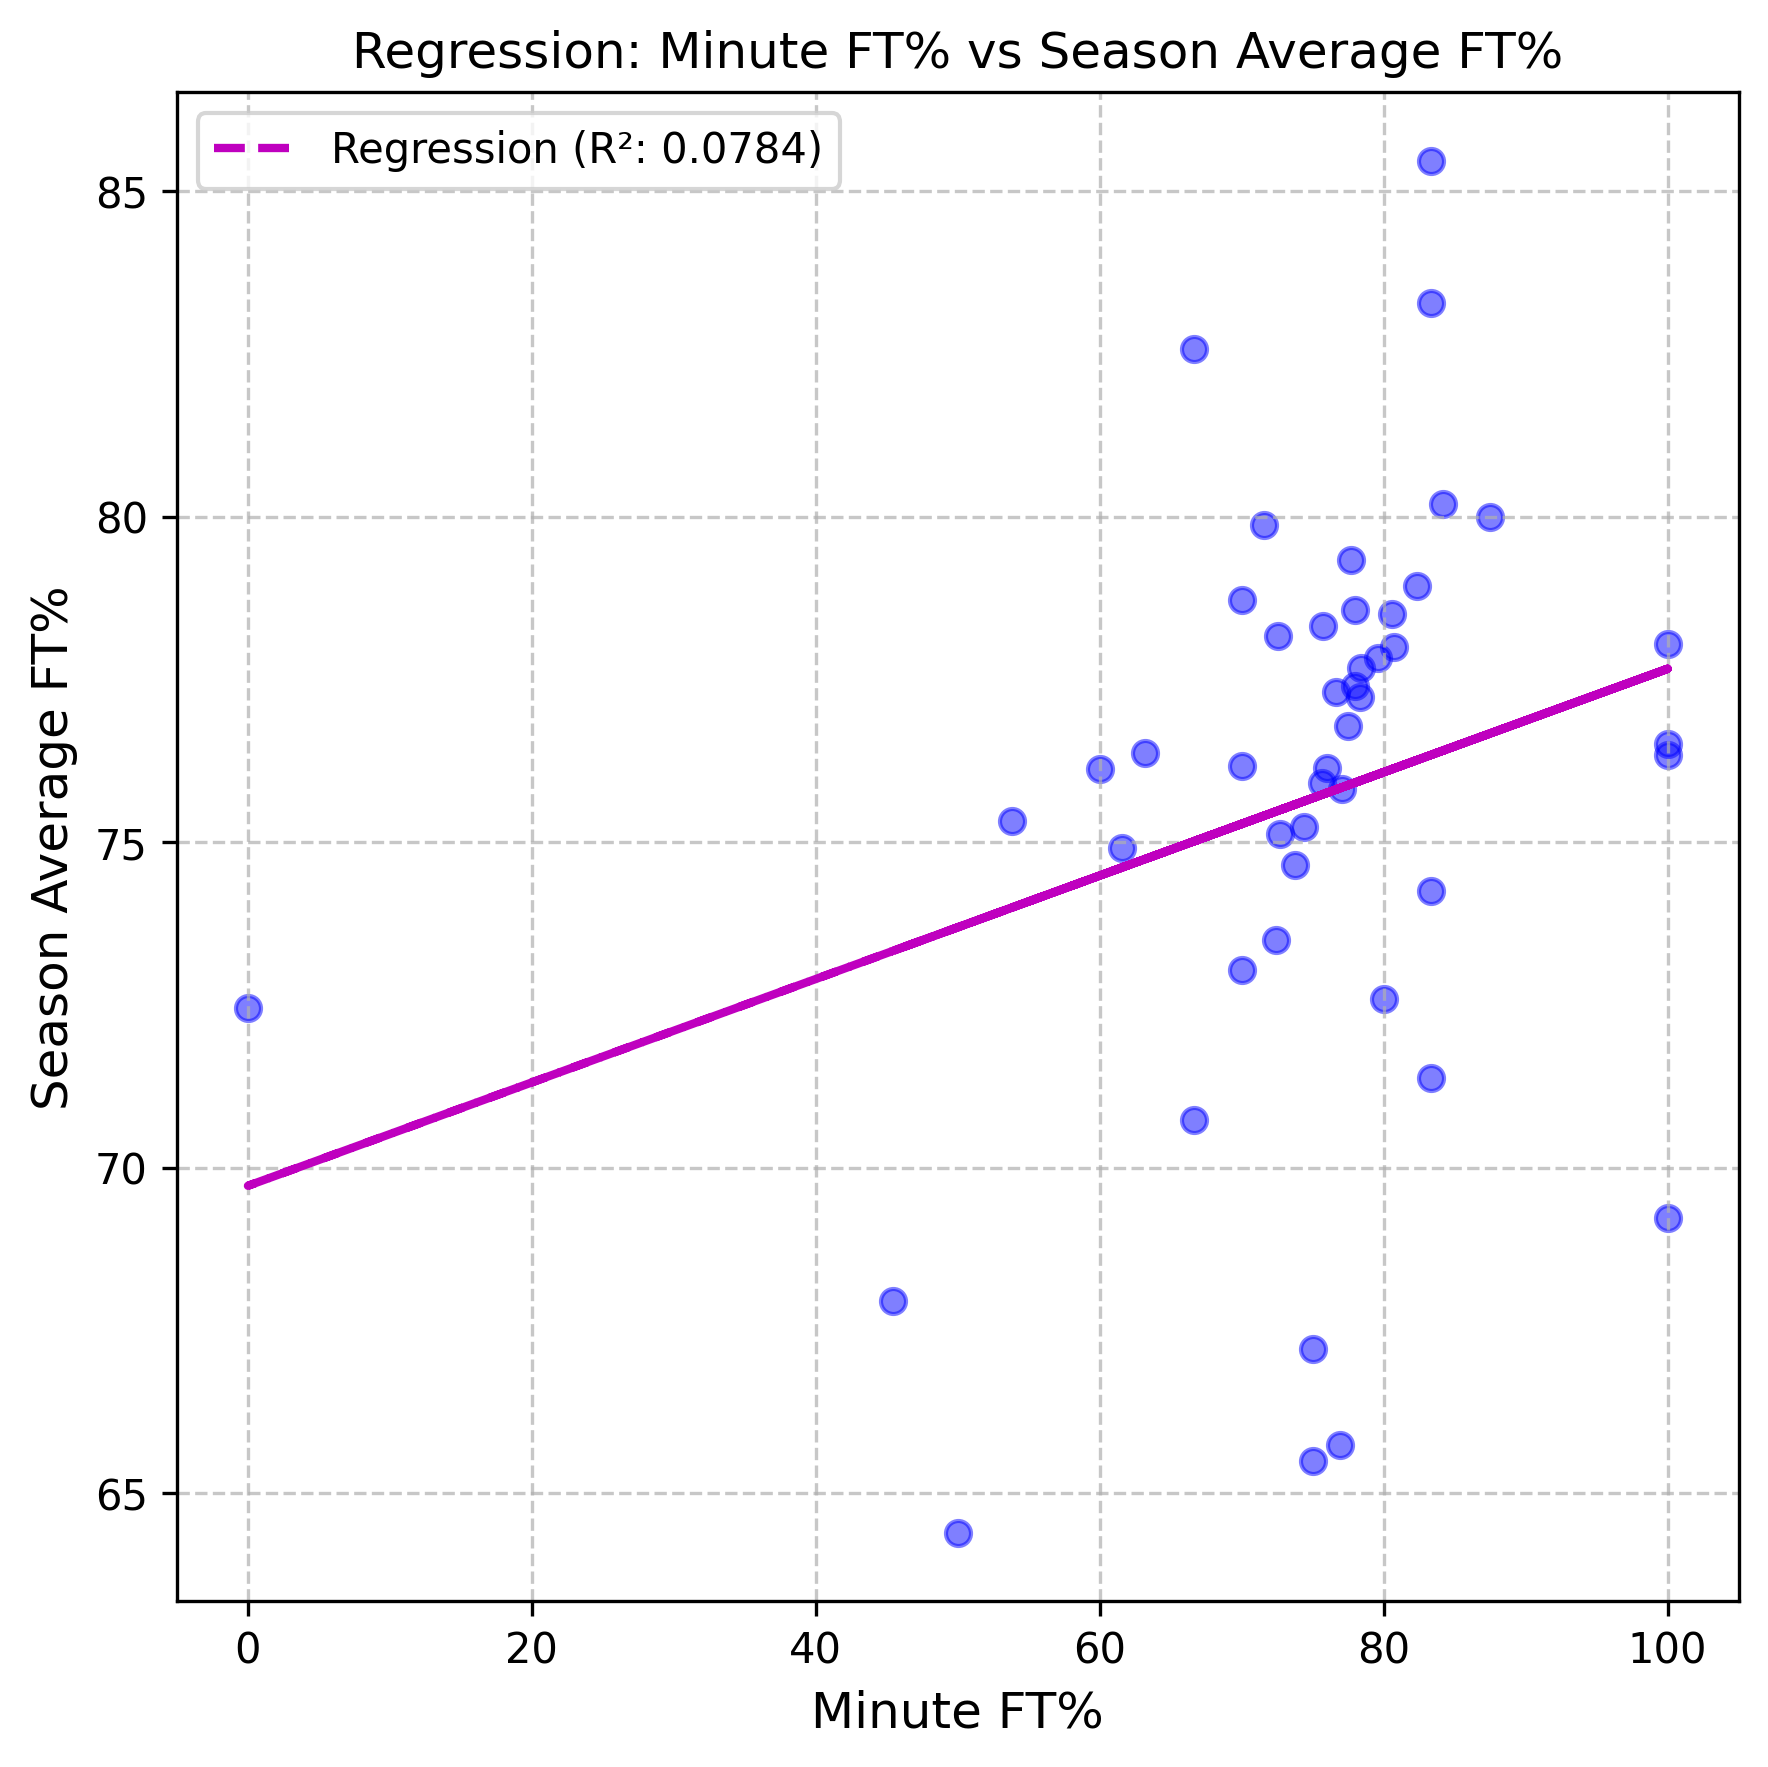 Regression: Minute FT% vs Season Average FT%
Regression (R²: 0.0784)
85
80
75
70
65
Season Average FT%
0 20 40 60 80 100
Minute FT%